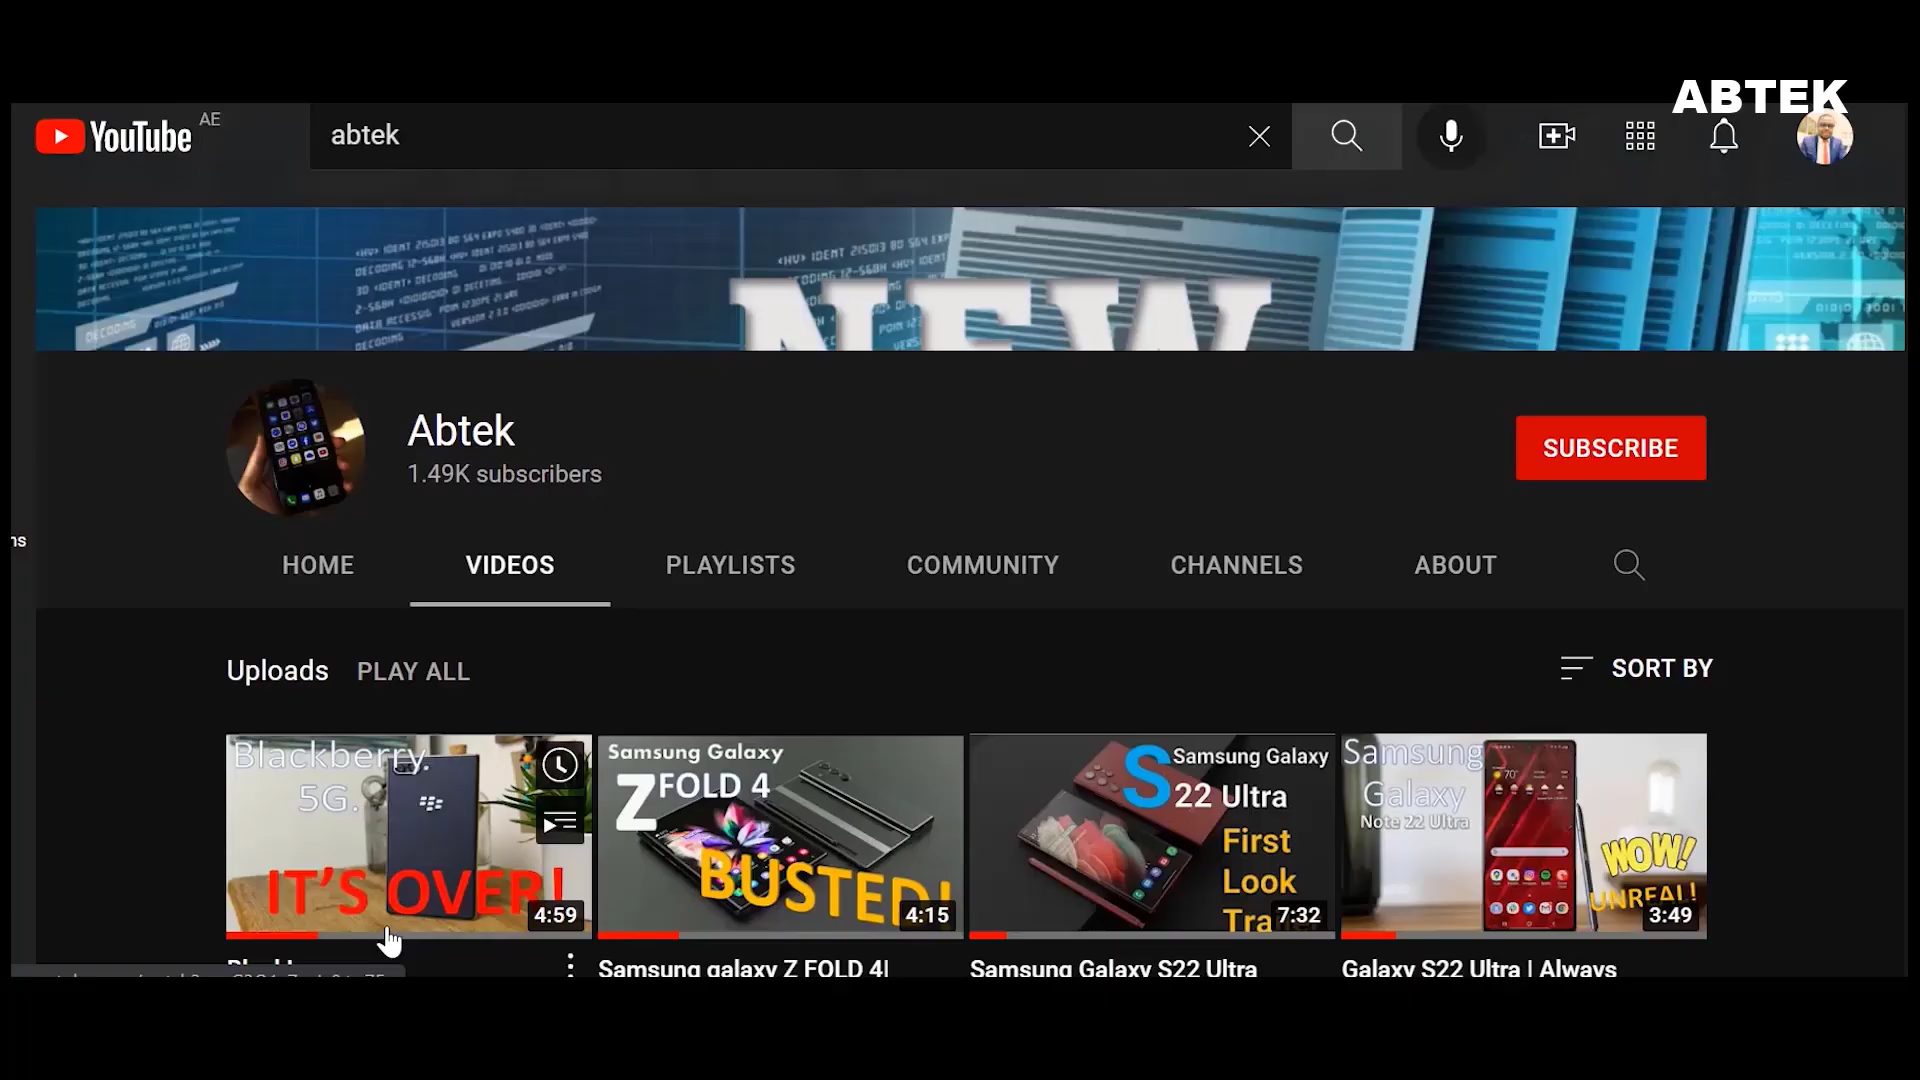 ABTEK
YouTube AE
abtek
NEW
Abtek
1.49K subscribers
SUBSCRIBE
HOME VIDEOS PLAYLISTS COMMUNITY CHANNELS ABOUT
Uploads PLAY ALL
SORT BY
Blackberry
5G.
IT'S OVER!
4:59
Samsung Galaxy
Z FOLD 4
BUSTED!
4:15
Samsung Galaxy
S22 Ultra
First
Look
7:32
Samsung
Galaxy
Note 22 Ultra
WOW!
UNREAL!
3:49
Samsung galaxy Z FOLD 4|
Samsung Galaxy S22 Ultra
Galaxy S22 Ultra | Always